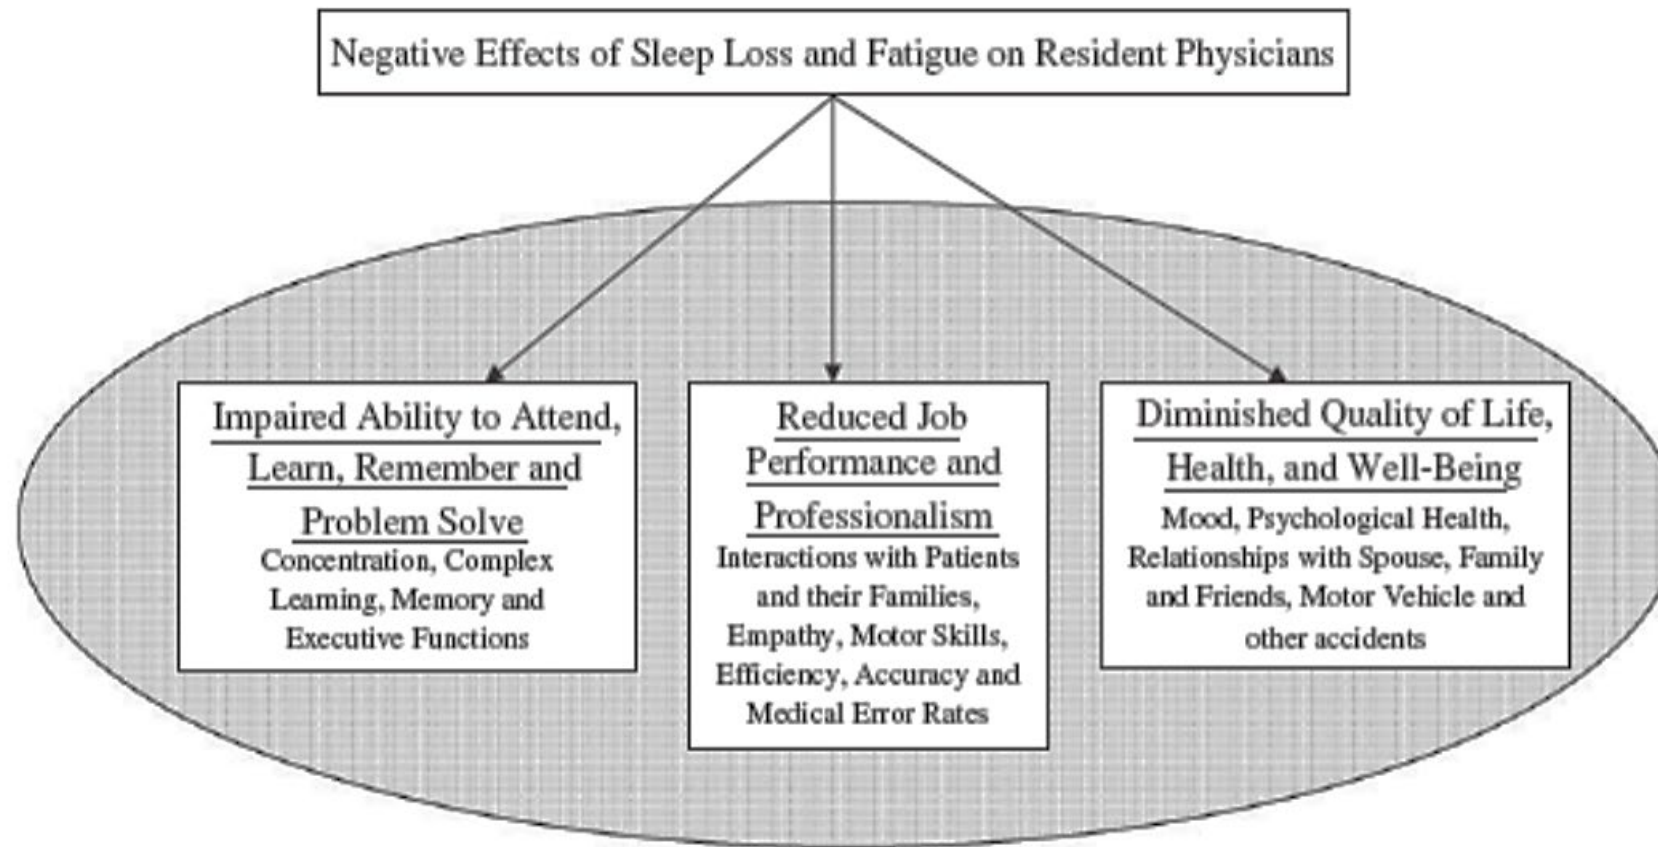 Negative Effects of Sleep Loss and Fatigue on Resident Physicians
Impaired Ability to Attend,
Learn, Remember and
Problem Solve
Concentration, Complex
Learning, Memory and
Executive Functions
Reduced Job
Performance and
Professionalism
Interactions with Patients
and their Families,
Empathy, Motor Skills,
Efficiency, Accuracy and
Medical Error Rates
Diminished Quality of Life,
Health, and Well-Being
Mood, Psychological Health,
Relationships with Spouse, Family
and Friends, Motor Vehicle and
other accidents